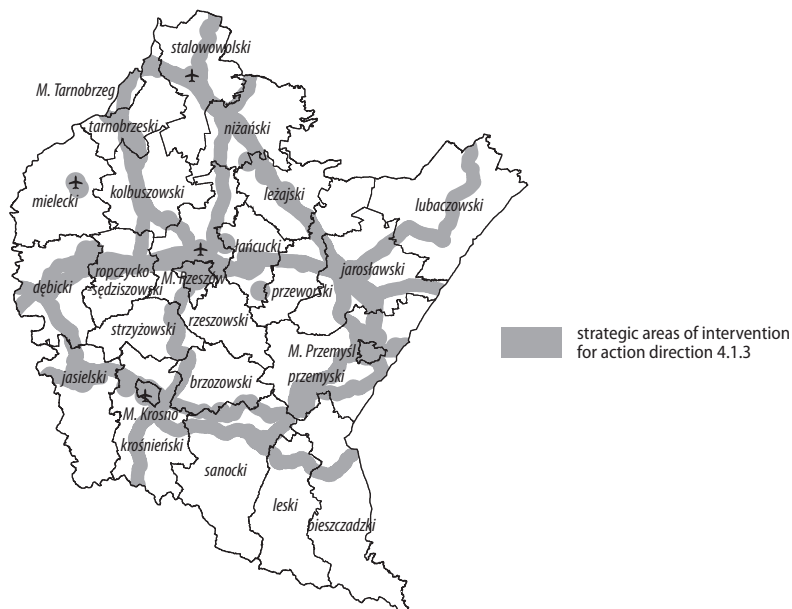 stalowowolski
M. Tarnobrzeg
tarnobrzeski
niżański
mielecki
kolbuszowski
leżajski
lubaczowski
łańcucki
dębicki
ropczycko-
sędziszowski
M. Rzeszów
przeworski
jarosławski
strzyżowski
rzeszowski
M. Przemyśl
przemyski
jasielski
brzozowski
M. Krosno
krośnieński
sanocki
leski
bieszczadzki
strategic areas of intervention
for action direction 4.1.3